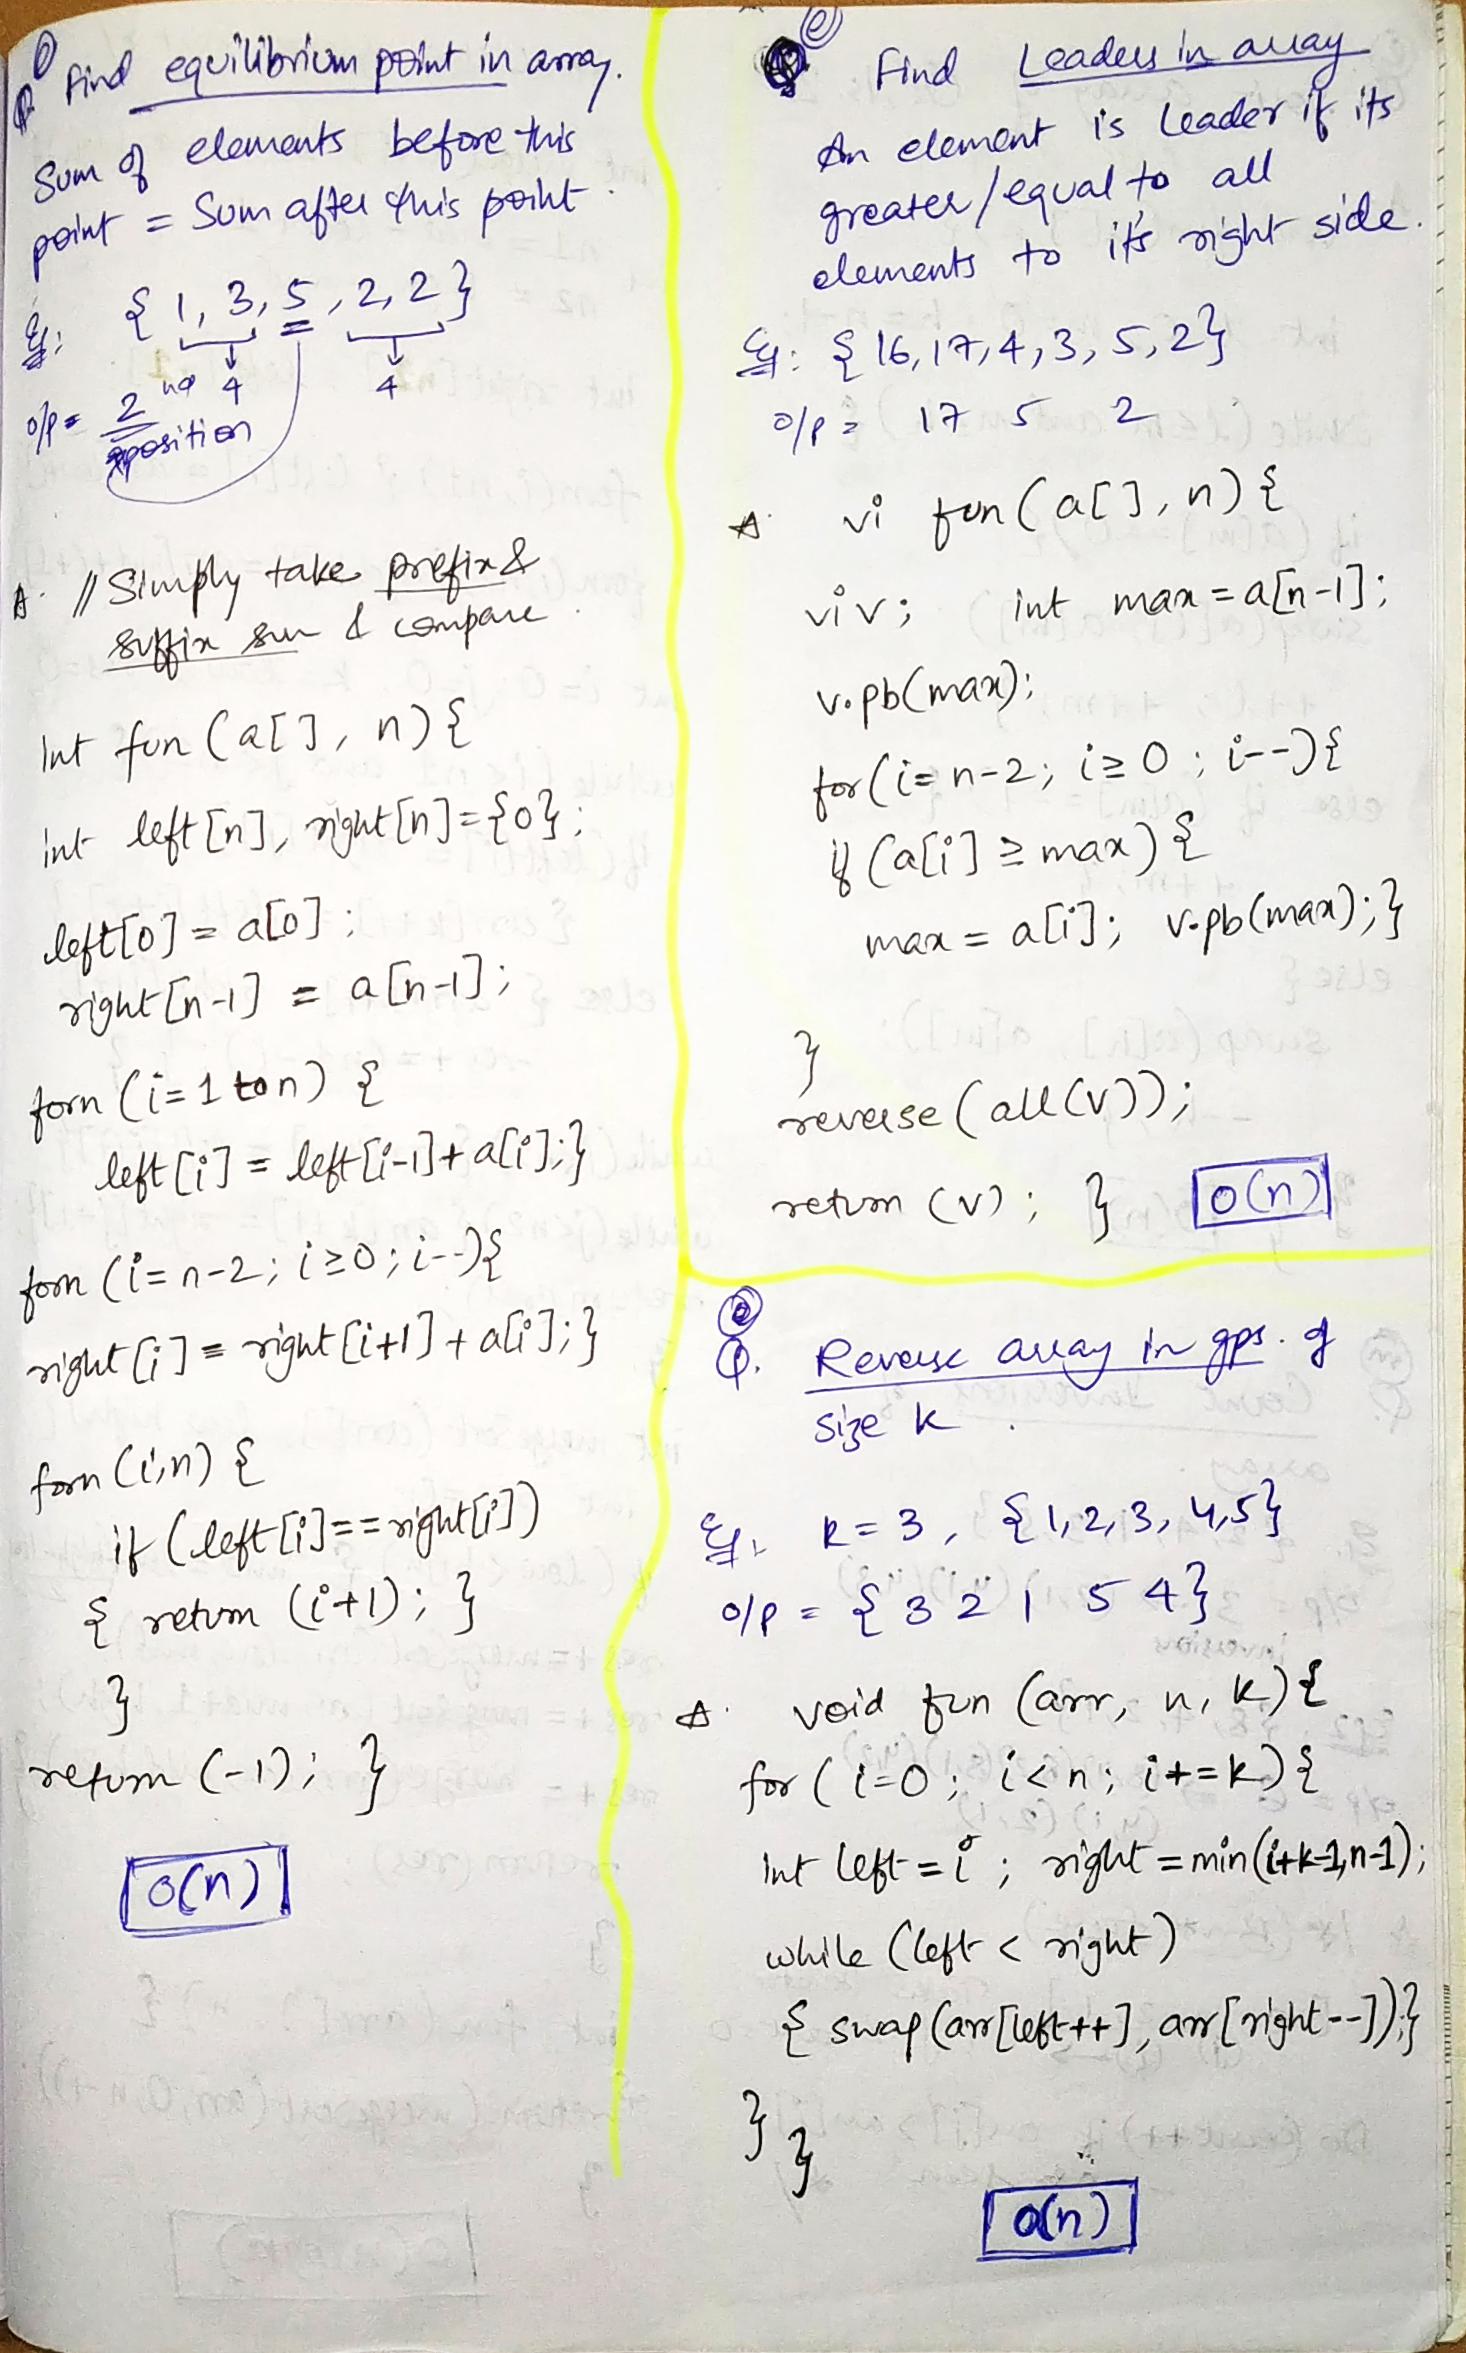 Q. Find equilibrium point in array.
Sum of elements before this
point = Sum after this point.
Eg: { 1, 3, 5, 2, 2 }
4 4
o/p = 2nd
position
A. // Simply take prefix &
suffix sum & compare.
int fun (a[], n) {
int left[n], right[n] = {0};
left[0] = a[0];
right[n-1] = a[n-1];
forn (i=1 to n) {
left[i] = left[i-1] + a[i];}
forn (i=n-2; i≥0; i--){
right[i] = right[i+1] + a[i];}
forn (i,n) {
if (left[i]==right[i])
{ return (i+1); }
}
return (-1); }
O(n)
Q. Find Leaders in array
An element is leader if its
greater/equal to all
elements to it's right side.
Eg: { 16,17,4,3,5,2}
o/p = 17 5 2
A. vi fun (a[], n) {
vi v; int max = a[n-1];
v.pb(max);
for (i=n-2; i≥0; i--){
if (a[i] ≥ max) {
max = a[i]; v.pb(max);}
}
reverse (all(v));
return (v); } O(n)
Q. Reverse array in gps. of
size k.
Eg. k=3, {1,2,3,4,5}
o/p = {3 2 1 5 4}
A. void fun (arr, n, k){
for (i=0; i<n; i+=k){
int left = i; right = min(i+k-1,n-1);
while (left < right)
{ swap (arr[left++], arr[right--]);}
}
}
O(n)